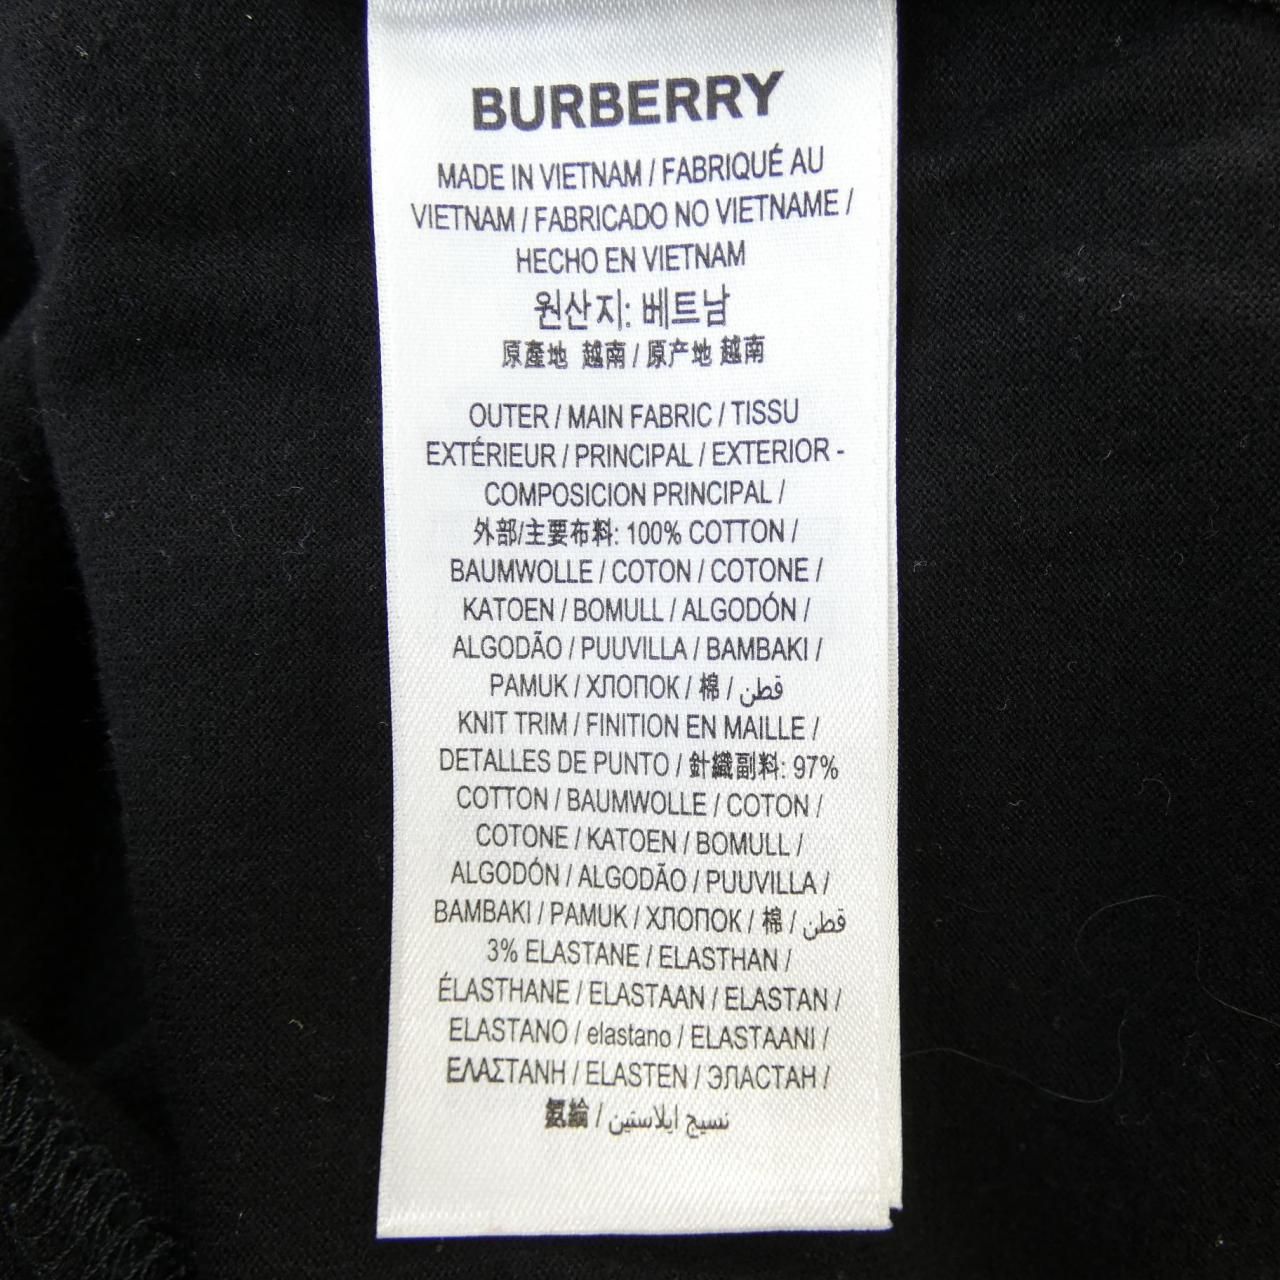 BURBERRY
MADE IN VIETNAM / FABRIQUÉ AU
VIETNAM / FABRICADO NO VIETNAME /
HECHO EN VIETNAM
원산지: 베트남
原產地 越南 / 原产地 越南
OUTER / MAIN FABRIC / TISSU
EXTÉRIEUR / PRINCIPAL / EXTERIOR -
COMPOSICION PRINCIPAL /
外部/主要布料: 100% COTTON /
BAUMWOLLE / COTON / COTONE /
KATOEN / BOMULL / ALGODÓN /
ALGODÃO / PUUVILLA / BAMBAKI /
PAMUK / ХЛОПОК / 棉 / قطن
KNIT TRIM / FINITION EN MAILLE /
DETALLES DE PUNTO / 針織副料: 97%
COTTON / BAUMWOLLE / COTON /
COTONE / KATOEN / BOMULL /
ALGODÓN / ALGODÃO / PUUVILLA /
BAMBAKI / PAMUK / ХЛОПОК / 棉 / قطن
3% ELASTANE / ELASTHAN /
ÉLASTHANE / ELASTAAN / ELASTAN /
ELASTANO / elastano / ELASTAANI /
ΕΛΑΣΤΑΝΗ / ELASTEN / ЭЛАСТАН /
氨綸 / نسيج ايلاستين